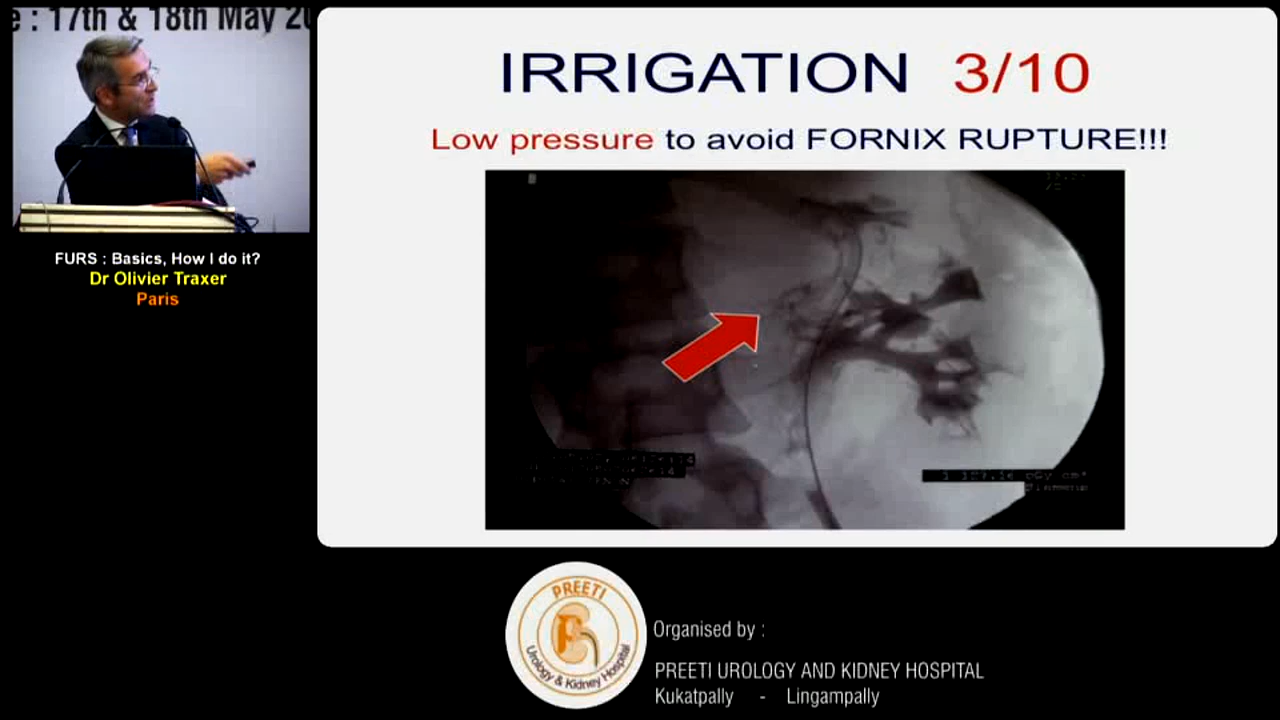 e : 17th & 18th May 20
IRRIGATION 3/10
Low pressure to avoid FORNIX RUPTURE!!!
FURS : Basics, How I do it?
Dr Olivier Traxer
Paris
PREETI
Urology & Kidney Hospital
Organised by :
PREETI UROLOGY AND KIDNEY HOSPITAL
Kukatpally - Lingampally